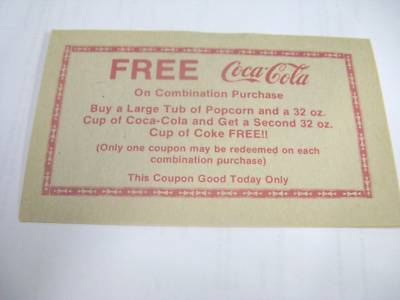 FREE Coca-Cola
On Combination Purchase
Buy a Large Tub of Popcorn and a 32 oz.
Cup of Coca-Cola and Get a Second 32 oz.
Cup of Coke FREE!!
(Only one coupon may be redeemed on each
combination purchase)
This Coupon Good Today Only